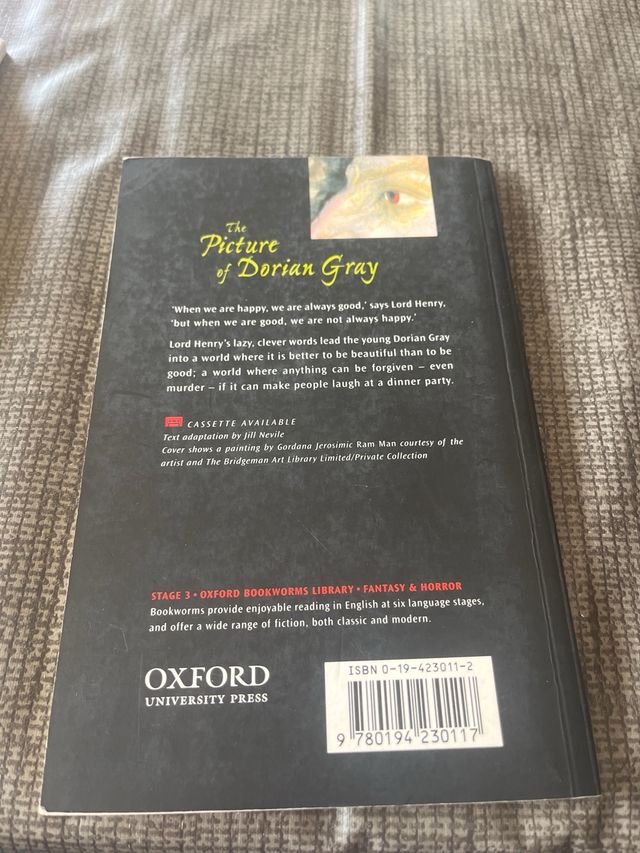 The
Picture
of Dorian Gray
'When we are happy, we are always good,' says Lord Henry,
'but when we are good, we are not always happy.'
Lord Henry's lazy, clever words lead the young Dorian Gray
into a world where it is better to be beautiful than to be
good; a world where anything can be forgiven – even
murder – if it can make people laugh at a dinner party.
CASSETTE AVAILABLE
Text adaptation by Jill Nevile
Cover shows a painting by Gordana Jerosimic Ram Man courtesy of the
artist and The Bridgeman Art Library Limited/Private Collection
STAGE 3 • OXFORD BOOKWORMS LIBRARY • FANTASY & HORROR
Bookworms provide enjoyable reading in English at six language stages,
and offer a wide range of fiction, both classic and modern.
OXFORD
UNIVERSITY PRESS
ISBN 0-19-423011-2
9 780194 230117